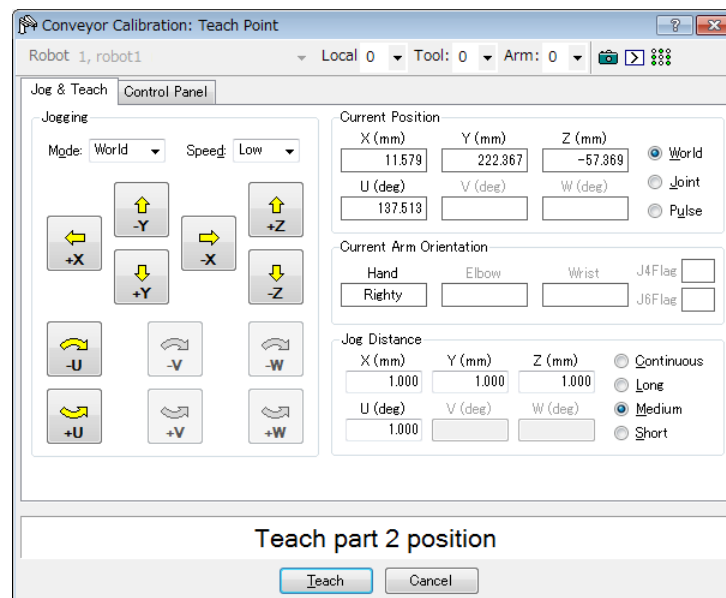 Conveyor Calibration: Teach Point
Robot 1, robot1 Local 0 Tool: 0 Arm: 0
Jog & Teach Control Panel
Jogging
Mode: World Speed: Low
-Y +Z
+X -X
+Y -Z
-U -V -W
+U +V +W
Current Position
X (mm) Y (mm) Z (mm)
11.579 222.367 -57.369
U (deg) V (deg) W (deg)
137.513
World
Joint
Pulse
Current Arm Orientation
Hand Elbow Wrist J4Flag
Righty J6Flag
Jog Distance
X (mm) Y (mm) Z (mm)
1.000 1.000 1.000
U (deg) V (deg) W (deg)
1.000
Continuous
Long
Medium
Short
Teach part 2 position
Teach Cancel